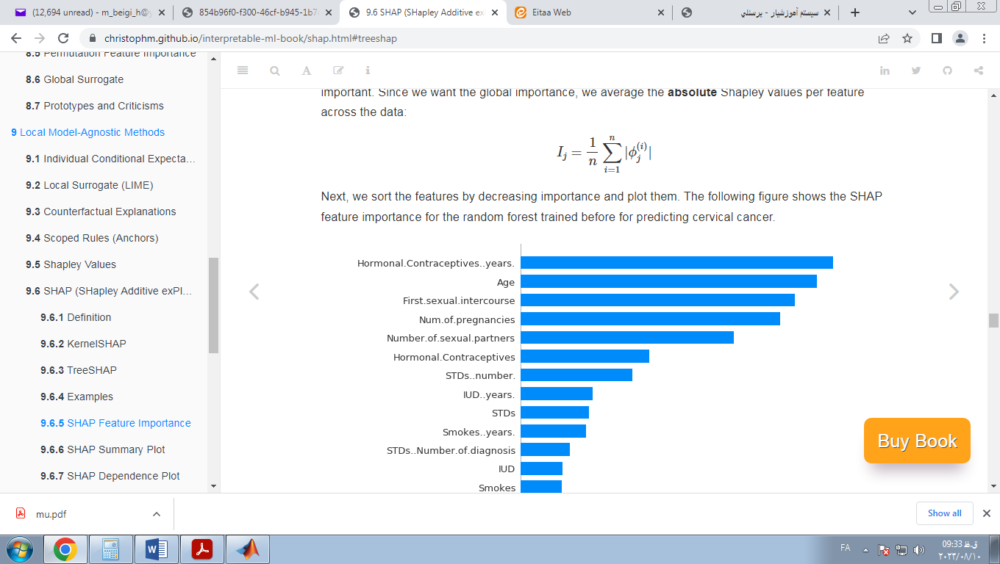 (12,694 unread) - m_beigi_h@y
854b96f0-f300-46cf-b945-1b7
9.6 SHAP (SHapley Additive ex
Eitaa Web
سیستم آموزشیار - پرسنلي
christophm.github.io/interpretable-ml-book/shap.html#treeshap
8.5 Permutation Feature Importance
8.6 Global Surrogate
8.7 Prototypes and Criticisms
9 Local Model-Agnostic Methods
9.1 Individual Conditional Expecta…
9.2 Local Surrogate (LIME)
9.3 Counterfactual Explanations
9.4 Scoped Rules (Anchors)
9.5 Shapley Values
9.6 SHAP (SHapley Additive exPl…
9.6.1 Definition
9.6.2 KernelSHAP
9.6.3 TreeSHAP
9.6.4 Examples
9.6.5 SHAP Feature Importance
9.6.6 SHAP Summary Plot
9.6.7 SHAP Dependence Plot
important. Since we want the global importance, we average the absolute Shapley values per feature
across the data:
I_j = \frac{1}{n} \sum_{i=1}^{n} |\phi_j^{(i)}|
Next, we sort the features by decreasing importance and plot them. The following figure shows the SHAP
feature importance for the random forest trained before for predicting cervical cancer.
Hormonal.Contraceptives..years.
Age
First.sexual.intercourse
Num.of.pregnancies
Number.of.sexual.partners
Hormonal.Contraceptives
STDs..number.
IUD..years.
STDs
Smokes..years.
STDs..Number.of.diagnosis
IUD
Smokes
Buy Book
mu.pdf
Show all
FA
09:33 ق.ظ
۲۰۲۳/۰۸/۱۰